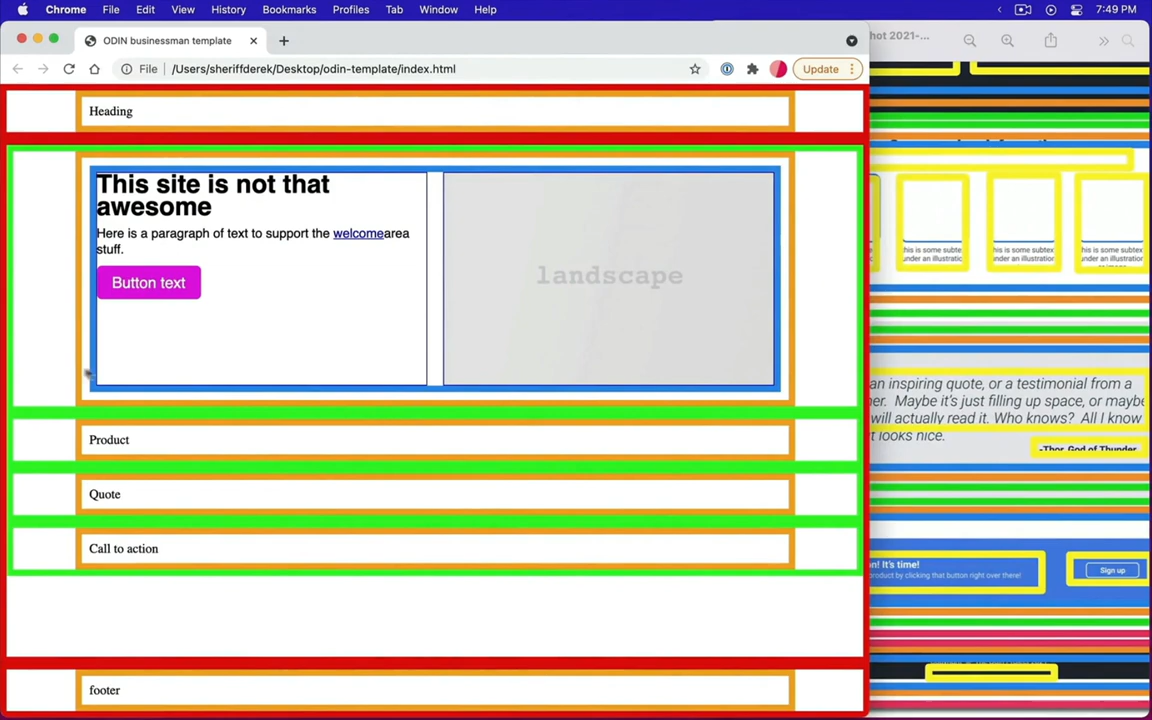 Chrome File Edit View History Bookmarks Profiles Tab Window Help 7:49 PM
ODIN businessman template
hot 2021-...
File /Users/sheriffderek/Desktop/odin-template/index.html
Update
Heading
This site is not that
awesome
Here is a paragraph of text to support the welcomearea
stuff.
Button text
landscape
Product
Quote
Call to action
footer
his is some subtex
under an illustration
his is some subtex
under an illustration
This is some subtex
under an illustration
an inspiring quote, or a testimonial from a
her. Maybe it's just filling up space, or maybe
will actually read it. Who knows? All I know
t looks nice.
-Thor, God of Thunder
n! It's time!
product by clicking that button right over there!
Sign up